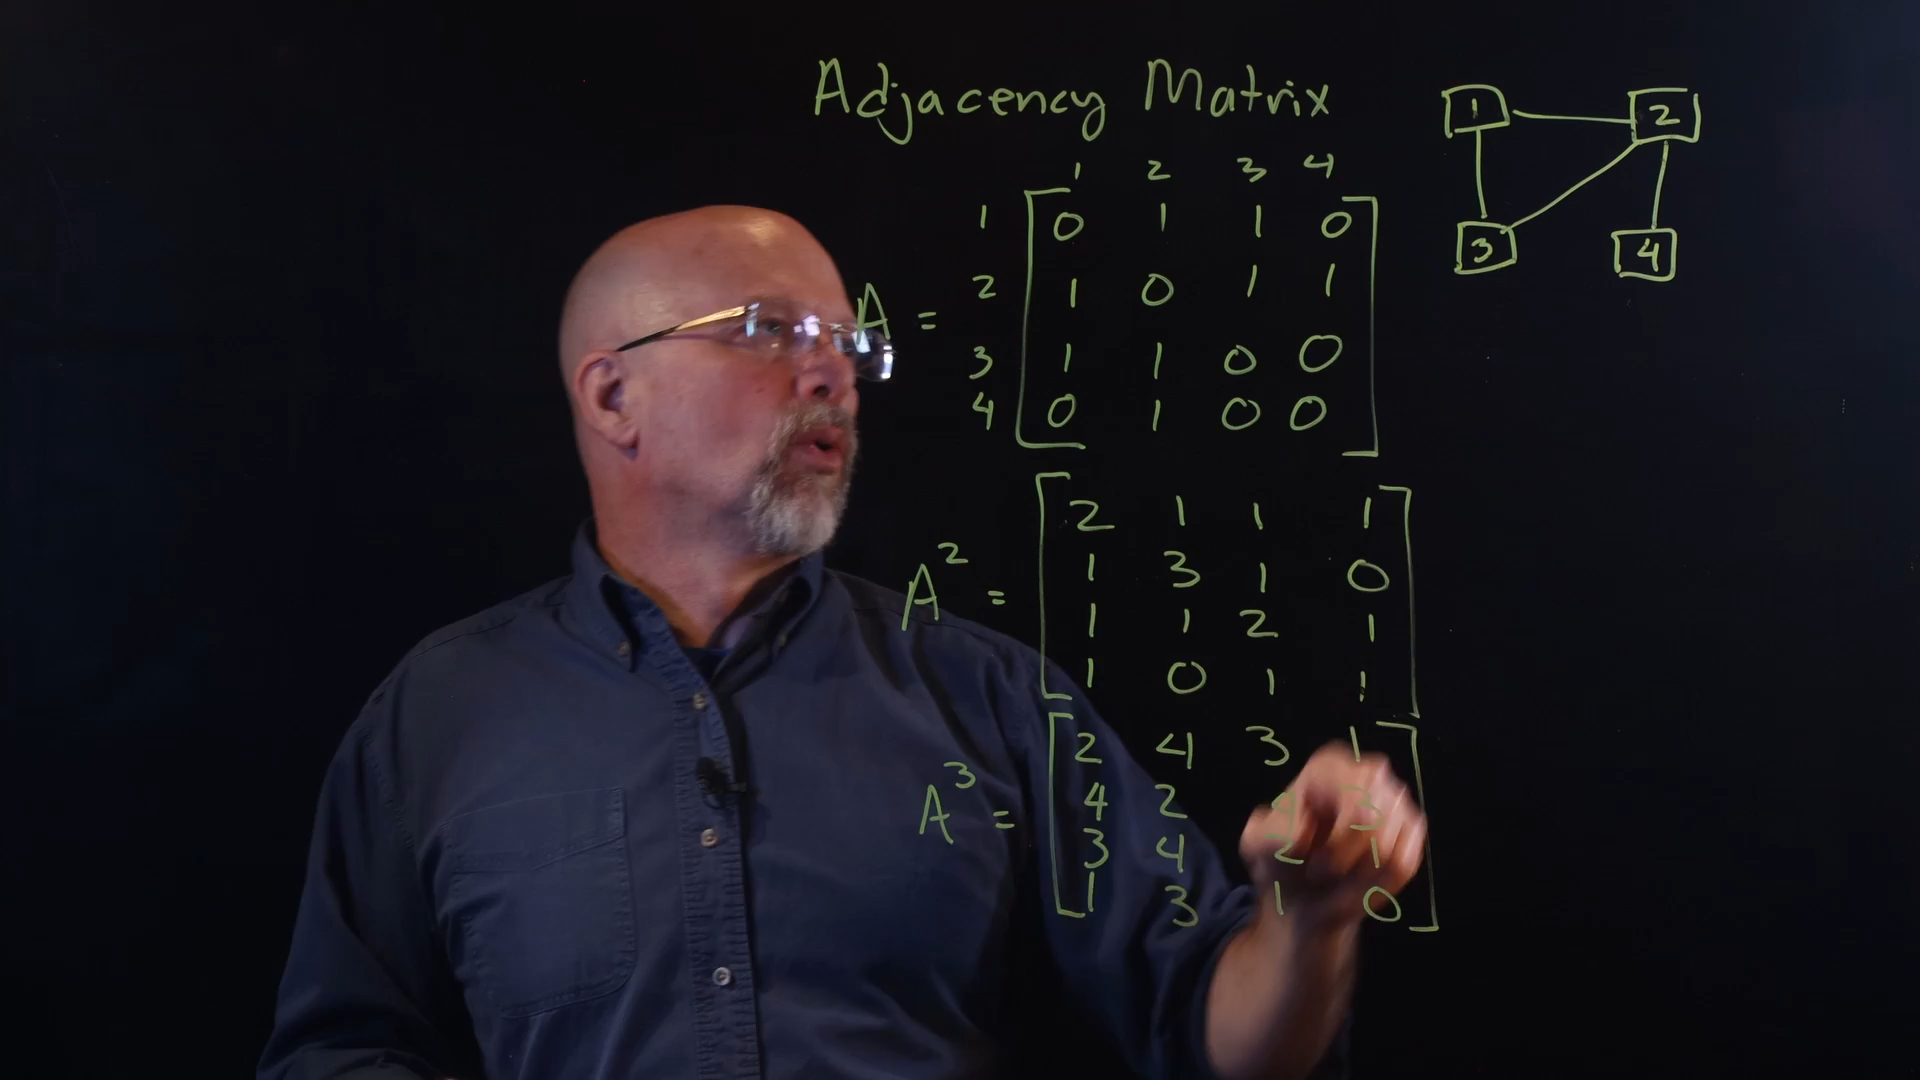 Adjacency Matrix
1 2
1 2 3 4
1 0 1 1 0
3 4
2 1 0 1 1
A =
3 1 1 0 0
4 0 1 0 0
2 1 1 1
1 3 1 0
A² =
1 1 2 1
1 0 1 1
2 4 3 1
4 2 4 3
A³ =
3 4 2 1
1 3 1 0